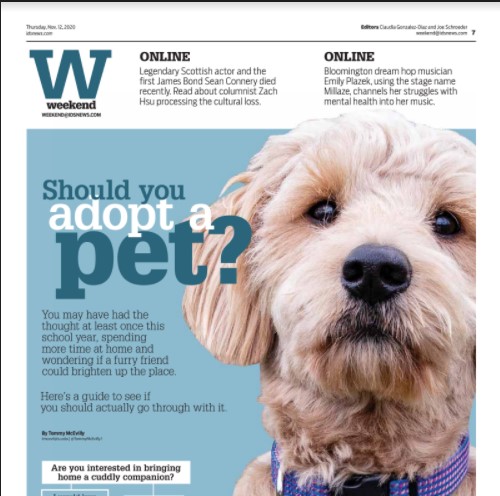 Thursday, Nov. 12, 2020
idsnews.com
Editors Claudia Gonzalez-Diaz and Joe Schroeder
weekend@idsnews.com 7
W
weekend
WEEKEND@IDSNEWS.COM
ONLINE
Legendary Scottish actor and the
first James Bond Sean Connery died
recently. Read about columnist Zach
Hsu processing the cultural loss.
ONLINE
Bloomington dream hop musician
Emily Plazek, using the stage name
Millaze, channels her struggles with
mental health into her music.
Should you
adopt a
pet?
You may have had the
thought at least once this
school year, spending
more time at home and
wondering if a furry friend
could brighten up the place.
Here's a guide to see if
you should actually go through with it.
By Tommy McEvilly
Are you interested in bringing
home a cuddly companion?